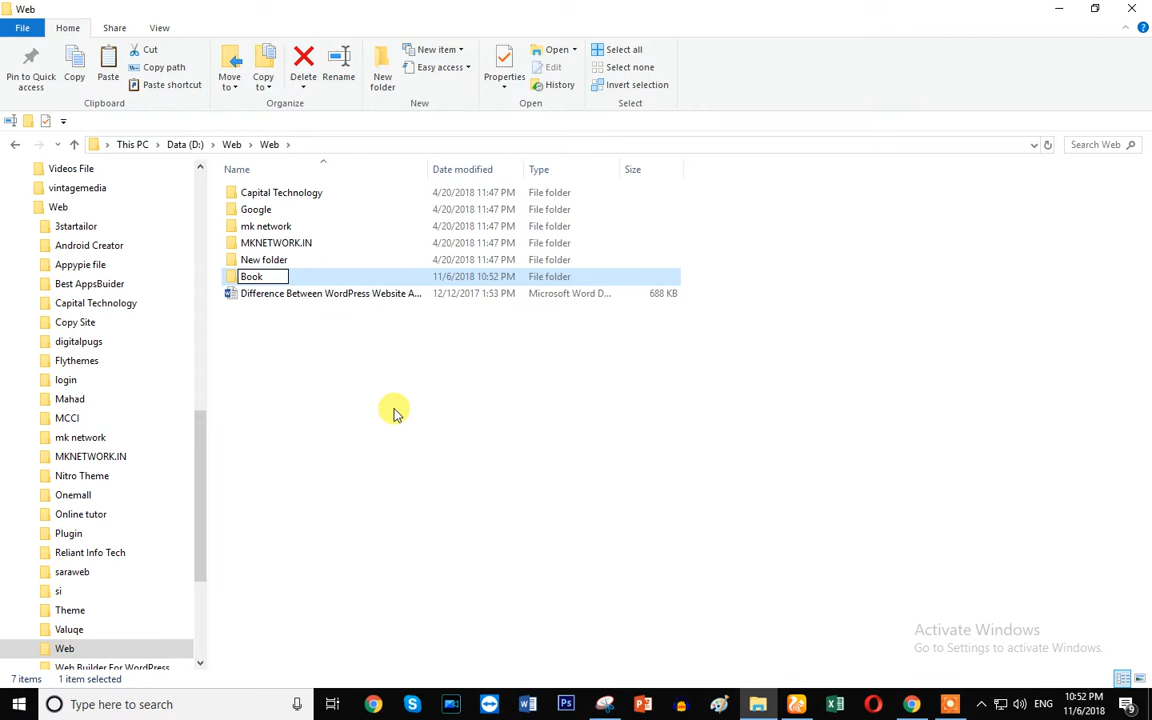 Web
File Home Share View
Pin to Quick access
Copy
Paste
Cut
Copy path
Paste shortcut
Clipboard
Move to
Copy to
Delete
Rename
Organize
New folder
New item
Easy access
New
Properties
Open
Edit
History
Open
Select all
Select none
Invert selection
Select
This PC Data (D:) Web Web
Search Web
Videos File
vintagemedia
Web
3startailor
Android Creator
Appypie file
Best AppsBuider
Capital Technology
Copy Site
digitalpugs
Flythemes
login
Mahad
MCCI
mk network
MKNETWORK.IN
Nitro Theme
Onemall
Online tutor
Plugin
Reliant Info Tech
saraweb
si
Theme
Valuqe
Web
Web Builder For WordPress
Name Date modified Type Size
Capital Technology 4/20/2018 11:47 PM File folder
Google 4/20/2018 11:47 PM File folder
mk network 4/20/2018 11:47 PM File folder
MKNETWORK.IN 4/20/2018 11:47 PM File folder
New folder 4/20/2018 11:47 PM File folder
Book 11/6/2018 10:52 PM File folder
Difference Between WordPress Website A... 12/12/2017 1:53 PM Microsoft Word D... 688 KB
Activate Windows
Go to Settings to activate Windows.
7 items 1 item selected
Type here to search
ENG
10:52 PM
11/6/2018
9